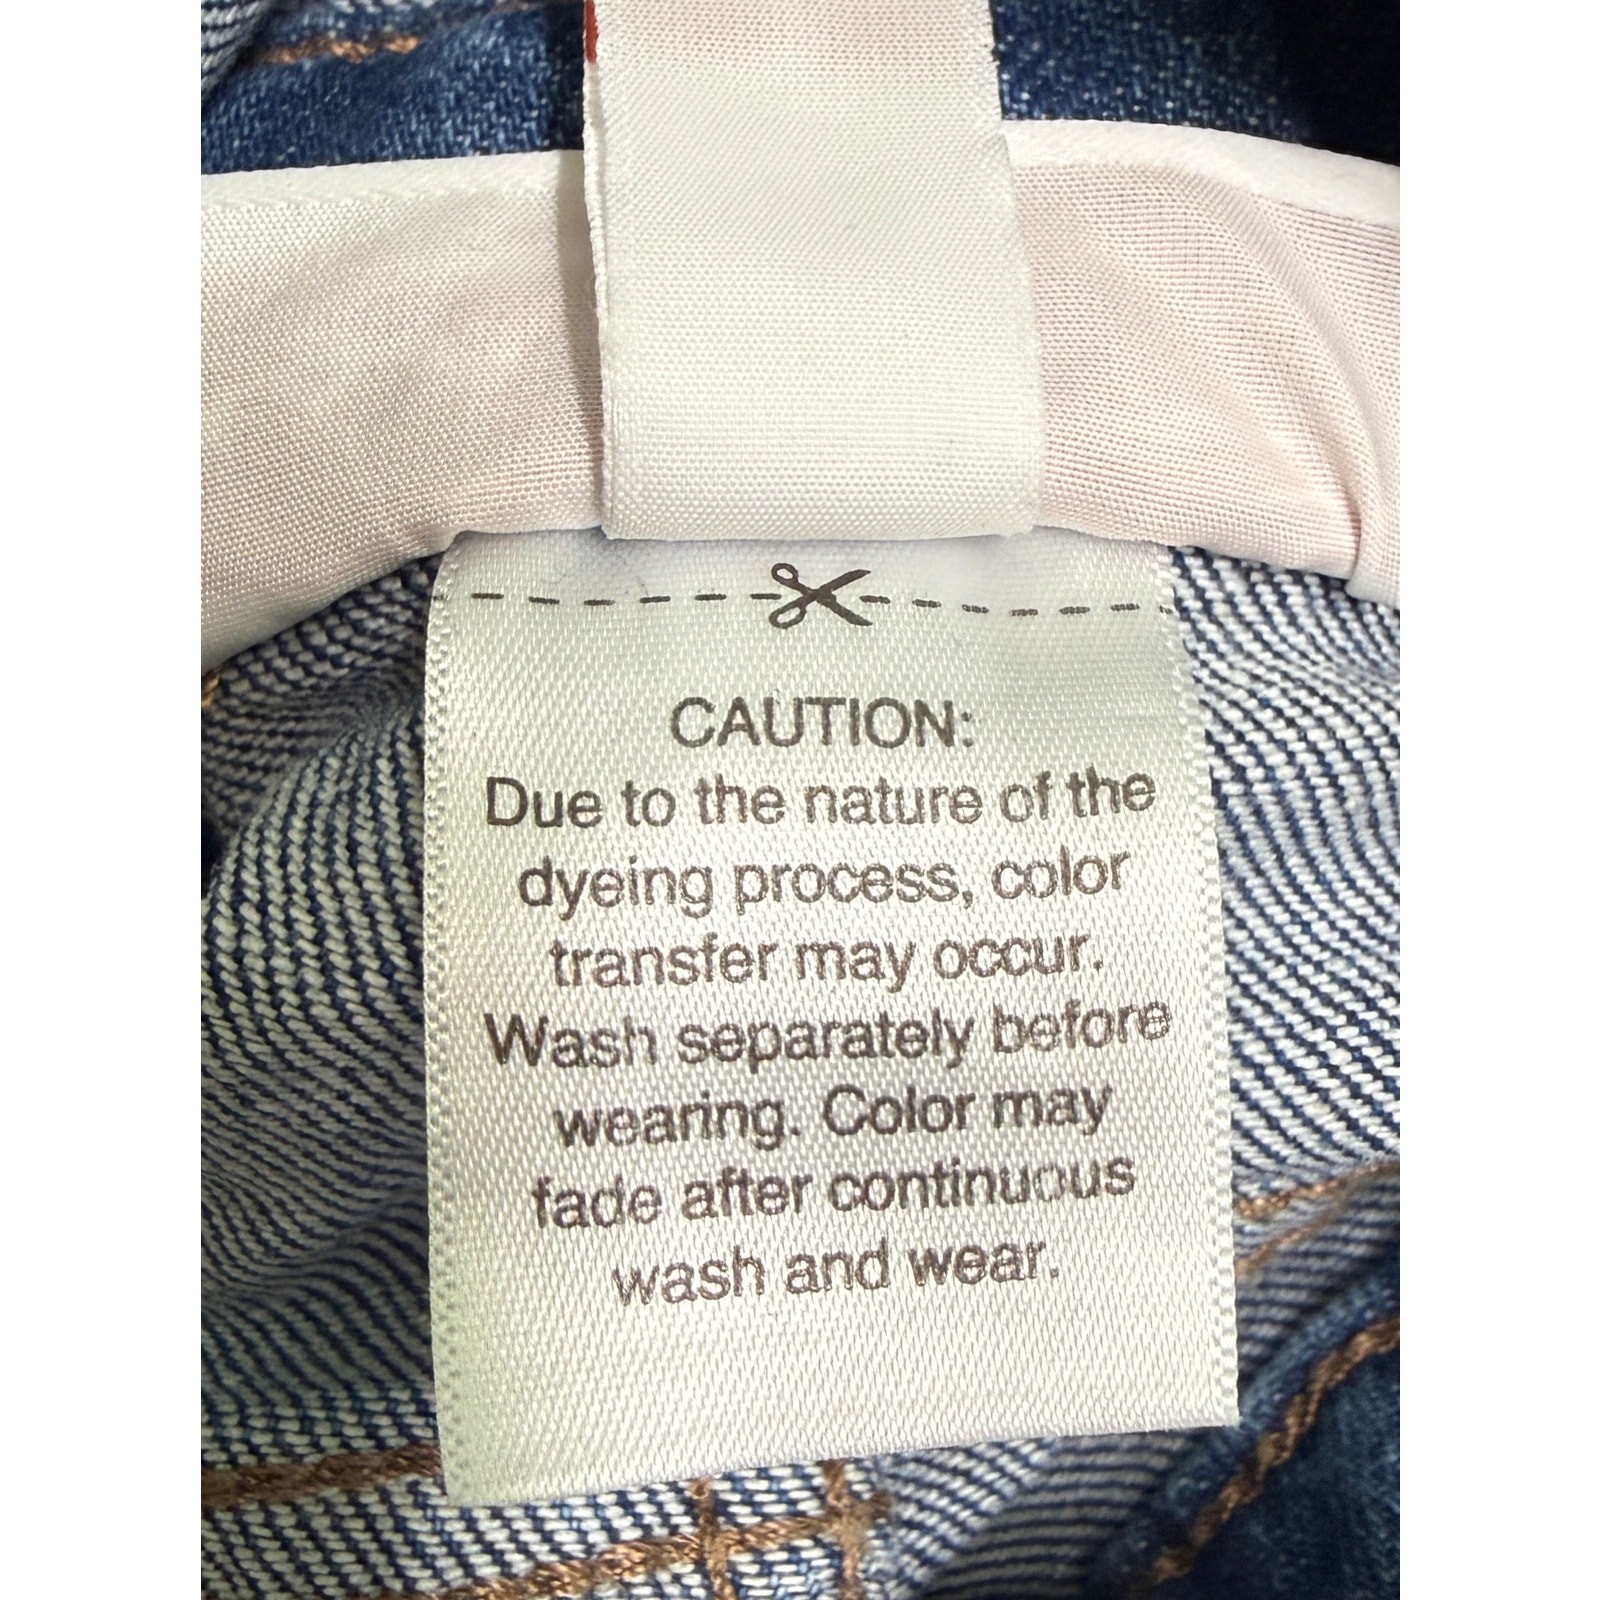 CAUTION:
Due to the nature of the
dyeing process, color
transfer may occur.
Wash separately before
wearing. Color may
fade after continuous
wash and wear.